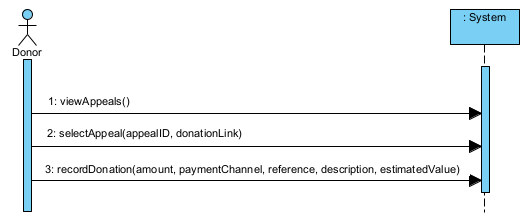 : System
Donor
1: viewAppeals()
2: selectAppeal(appealID, donationLink)
3: recordDonation(amount, paymentChannel, reference, description, estimatedValue)